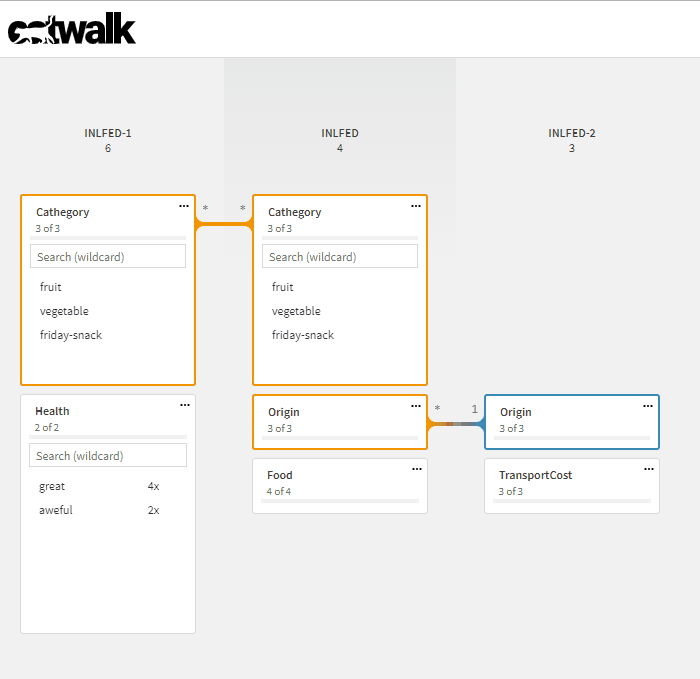 catwalk
INLFED-1
6
INLFED
4
INLFED-2
3
Cathegory
3 of 3
Search (wildcard)
fruit
vegetable
friday-snack
* *
Cathegory
3 of 3
Search (wildcard)
fruit
vegetable
friday-snack
Health
2 of 2
Search (wildcard)
great 4x
aweful 2x
Origin
3 of 3
* 1
Origin
3 of 3
Food
4 of 4
TransportCost
3 of 3